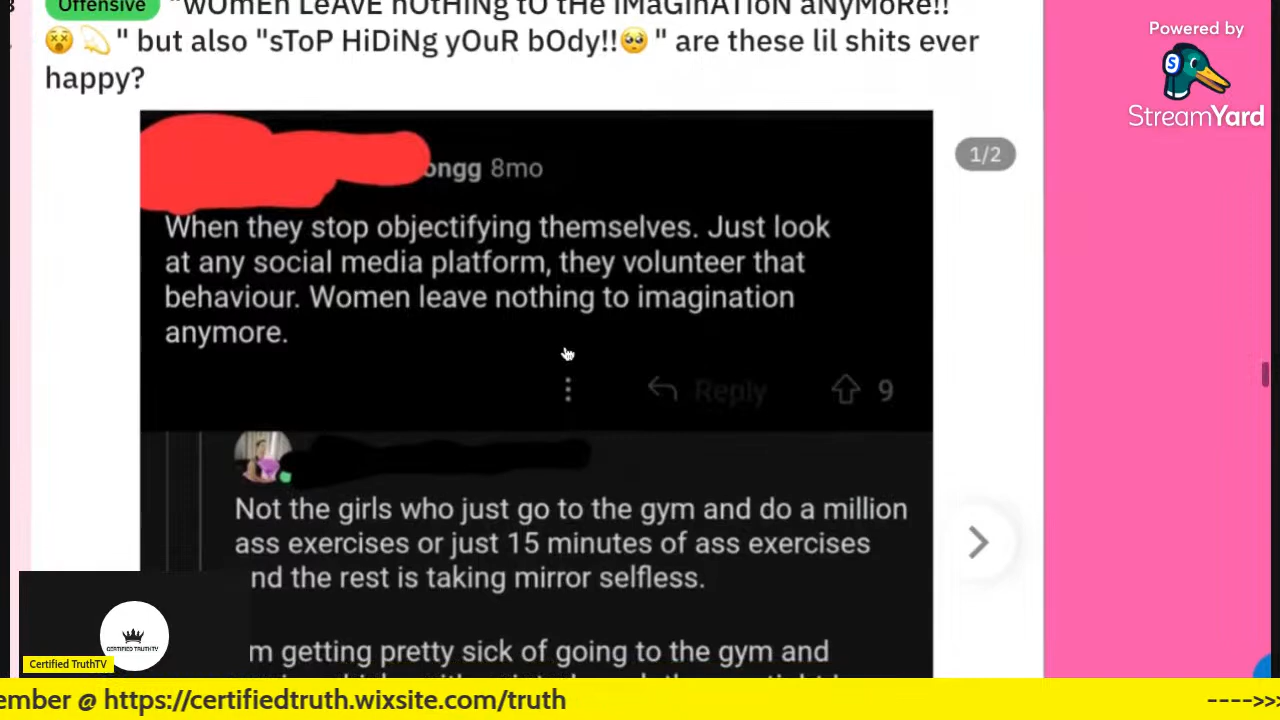 Offensive "wOmEn LeAvE nOtHiNg tO tHe iMaGinATioN aNyMoRe!!
😵💫 " but also "sToP HiDiNg yOuR bOdy!!🥺 " are these lil shits ever
happy?
Powered by
StreamYard
1/2
ongg 8mo
When they stop objectifying themselves. Just look
at any social media platform, they volunteer that
behaviour. Women leave nothing to imagination
anymore.
Reply 9
Not the girls who just go to the gym and do a million
ass exercises or just 15 minutes of ass exercises
nd the rest is taking mirror selfless.
m getting pretty sick of going to the gym and
CERTIFIED TRUTHTV
Certified TruthTV
ember @ https://certifiedtruth.wixsite.com/truth
---->>>